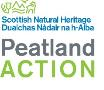 Scottish Natural Heritage
Dualchas Nàdair na h-Alba
Peatland
ACTION